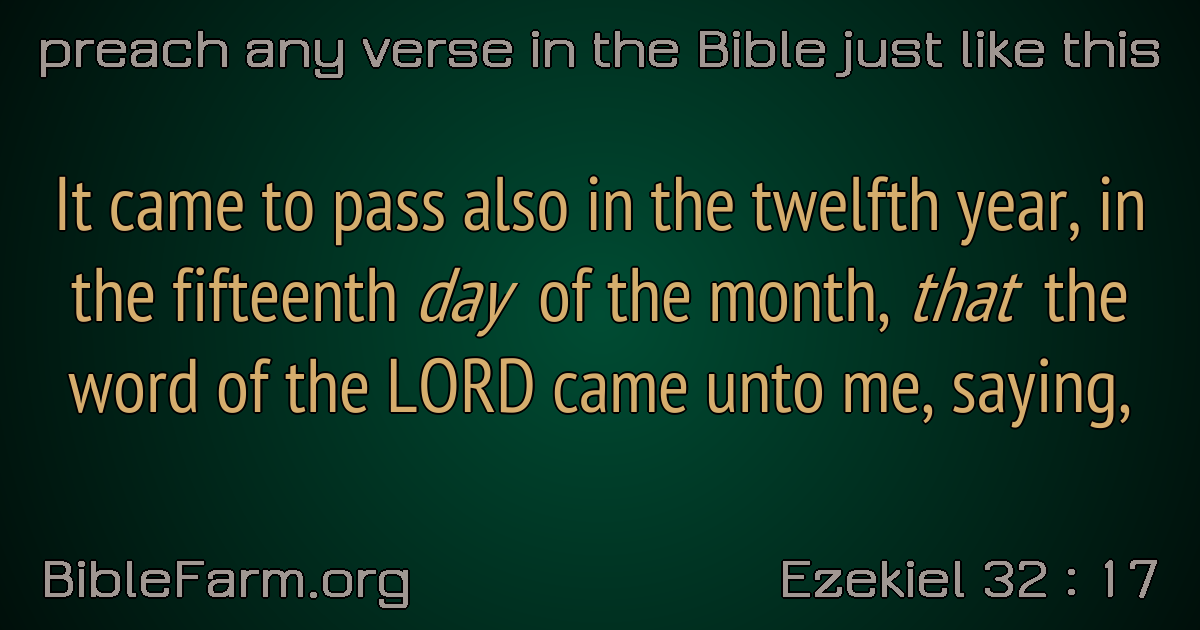 preach any verse in the Bible just like this
It came to pass also in the twelfth year, in
the fifteenth day of the month, that the
word of the LORD came unto me, saying,
BibleFarm.org
Ezekiel 32 : 17